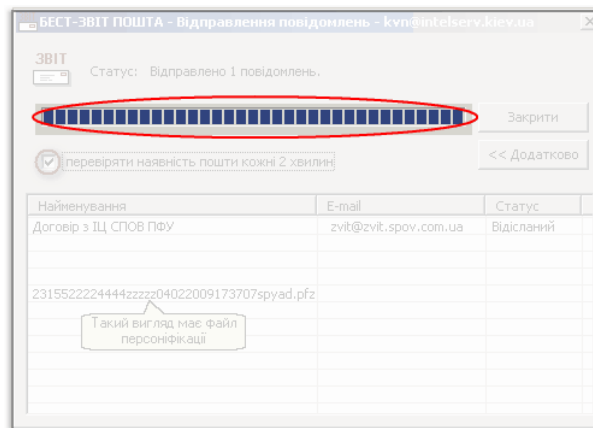 БЕСТ-ЗВІТ ПОШТА - Відправлення повідомлень - kvn@intelserv.kiev.ua
ЗВІТ
Статус: Відправлено 1 повідомлень.
Закрити
перевіряти наявність пошти кожні 2 хвилин
<< Додатково
Найменування E-mail Статус
Договір з ІЦ СПОВ ПФУ zvit@zvit.spov.com.ua Відісланий
2315522224444zzzzz04022009173707spyad.pfz
Такий вигляд має файл
персоніфікації